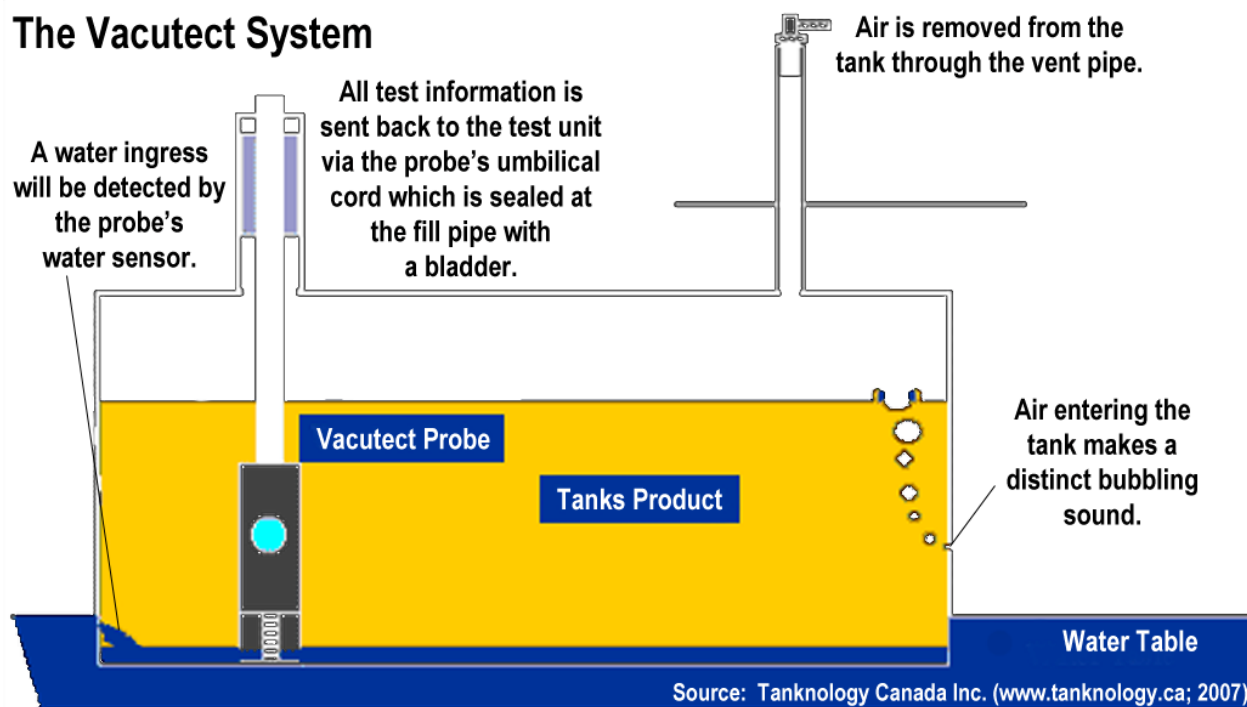 The Vacutect System
Air is removed from the
tank through the vent pipe.
All test information is
sent back to the test unit
via the probe's umbilical
cord which is sealed at
the fill pipe with
a bladder.
A water ingress
will be detected by
the probe's
water sensor.
Vacutect Probe
Tanks Product
Air entering the
tank makes a
distinct bubbling
sound.
Water Table
Source: Tanknology Canada Inc. (www.tanknology.ca; 2007)